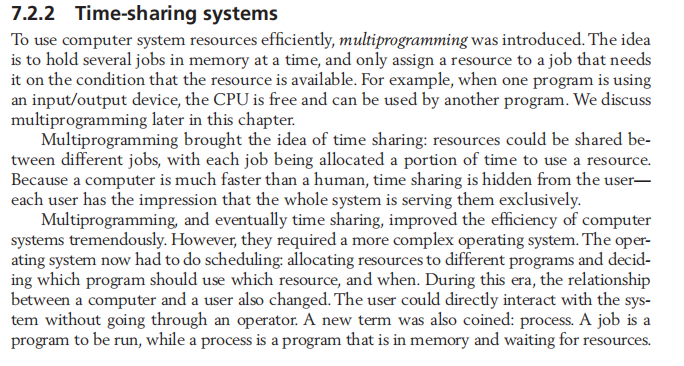 7.2.2 Time-sharing systems
To use computer system resources efficiently, multiprogramming was introduced. The idea
is to hold several jobs in memory at a time, and only assign a resource to a job that needs
it on the condition that the resource is available. For example, when one program is using
an input/output device, the CPU is free and can be used by another program. We discuss
multiprogramming later in this chapter.
Multiprogramming brought the idea of time sharing: resources could be shared be-
tween different jobs, with each job being allocated a portion of time to use a resource.
Because a computer is much faster than a human, time sharing is hidden from the user—
each user has the impression that the whole system is serving them exclusively.
Multiprogramming, and eventually time sharing, improved the efficiency of computer
systems tremendously. However, they required a more complex operating system. The oper-
ating system now had to do scheduling: allocating resources to different programs and decid-
ing which program should use which resource, and when. During this era, the relationship
between a computer and a user also changed. The user could directly interact with the sys-
tem without going through an operator. A new term was also coined: process. A job is a
program to be run, while a process is a program that is in memory and waiting for resources.